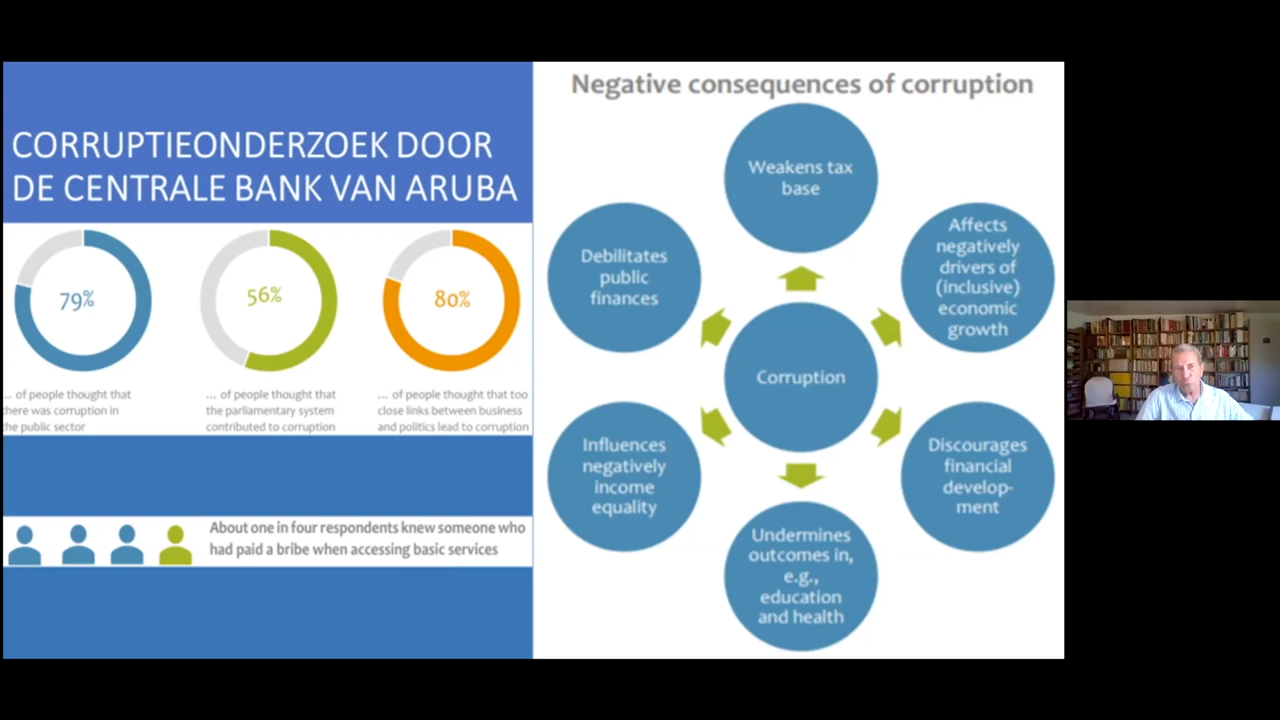 CORRUPTIEONDERZOEK DOOR
DE CENTRALE BANK VAN ARUBA
79%
56%
80%
... of people thought that
there was corruption in
the public sector
... of people thought that
the parliamentary system
contributed to corruption
... of people thought that too
close links between business
and politics lead to corruption
About one in four respondents knew someone who
had paid a bribe when accessing basic services
Negative consequences of corruption
Weakens tax
base
Affects
negatively
drivers of
(inclusive)
economic
growth
Discourages
financial
develop-
ment
Undermines
outcomes in,
e.g.,
education
and health
Influences
negatively
income
equality
Debilitates
public
finances
Corruption